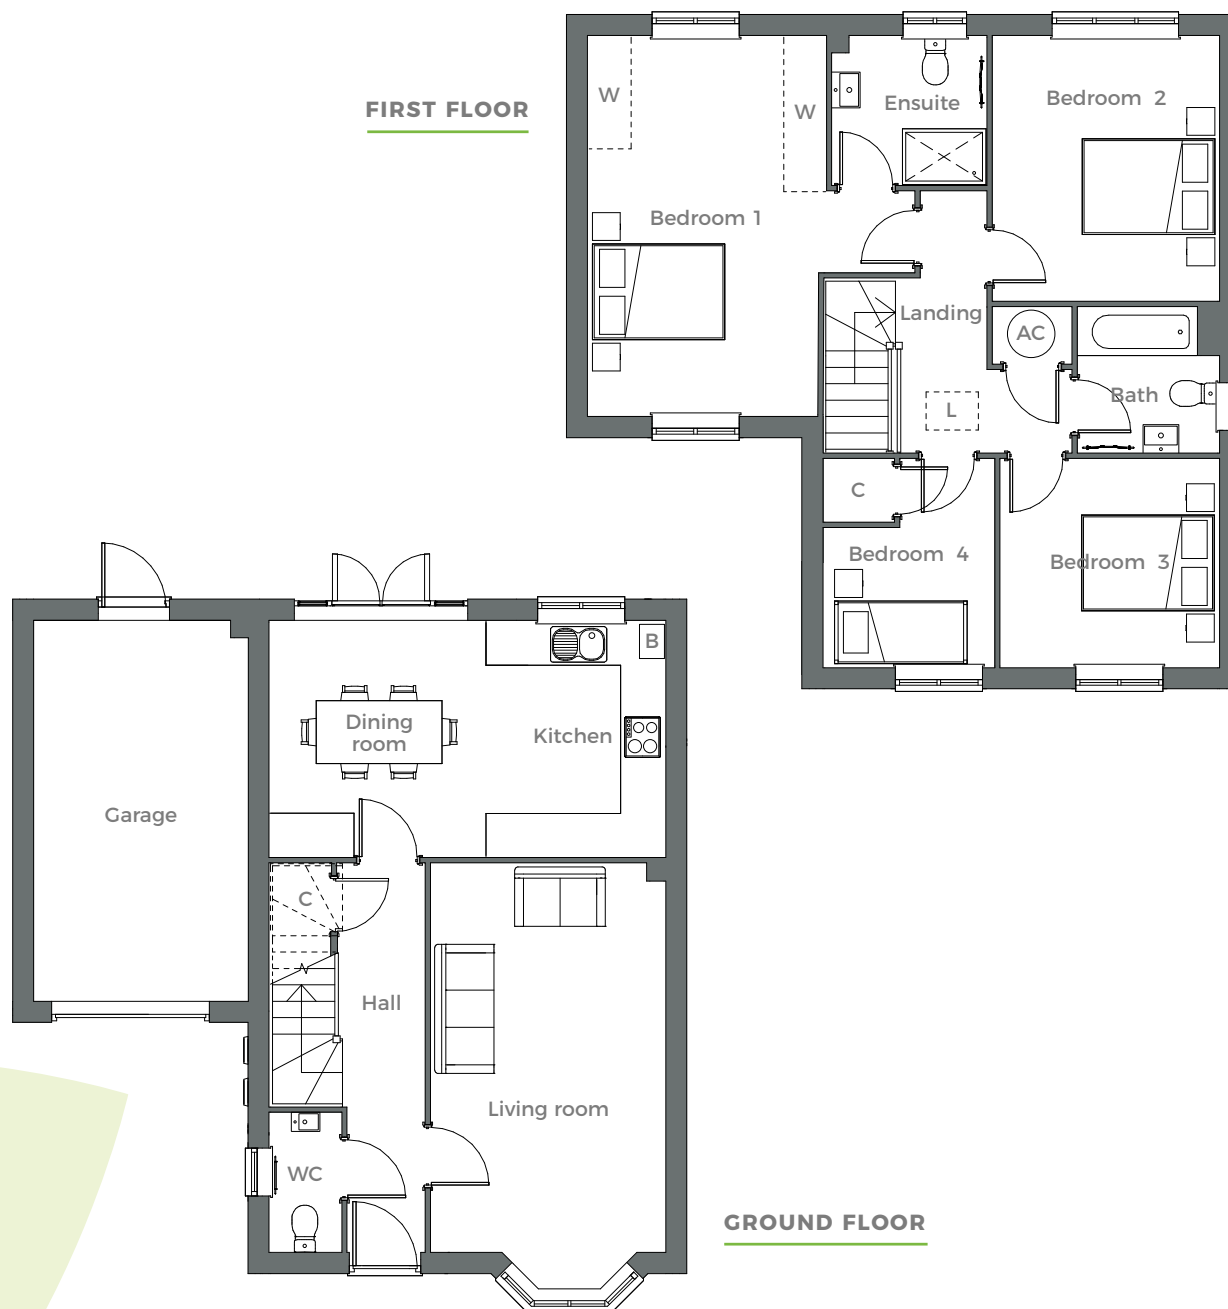 FIRST FLOOR
W
W
Ensuite
Bedroom 2
Bedroom 1
Landing
AC
Bath
L
C
Bedroom 4
Bedroom 3
B
Dining
room
Kitchen
Garage
C
Hall
Living room
WC
GROUND FLOOR